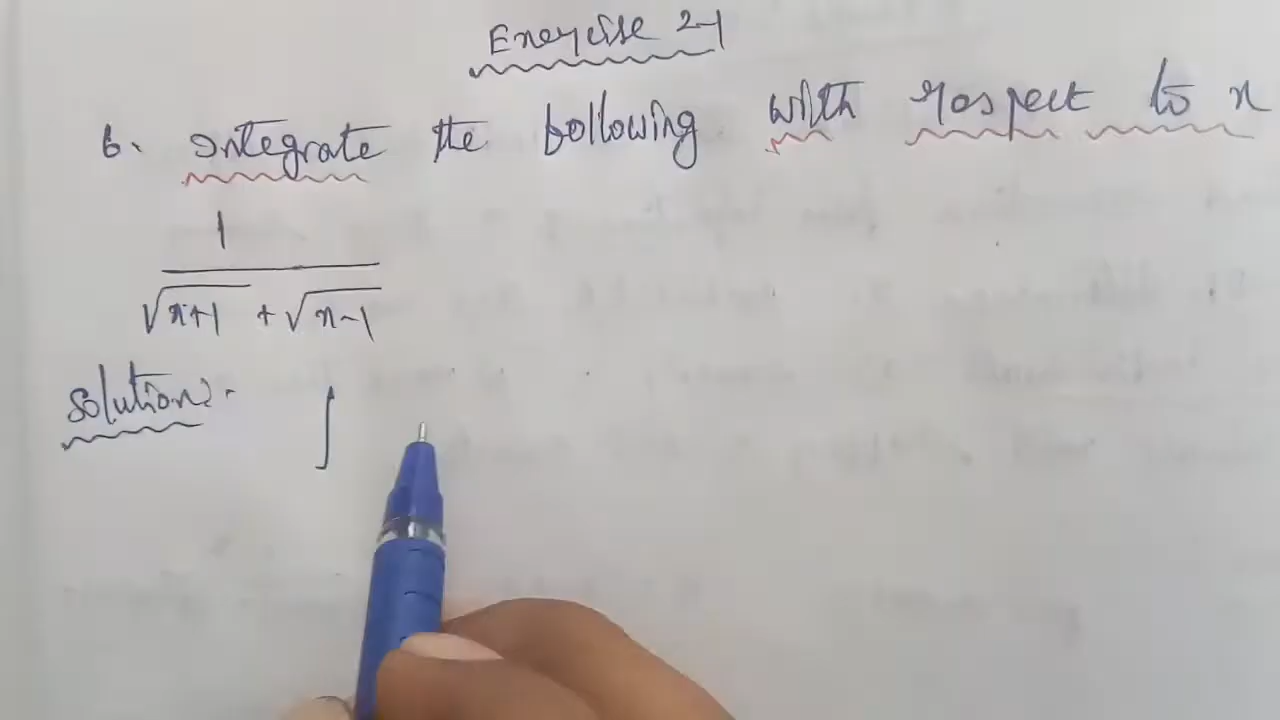 Exercise 2.1
6. Integrate the following with respect to x
1
√x+1 + √x-1
Solution:-
∫